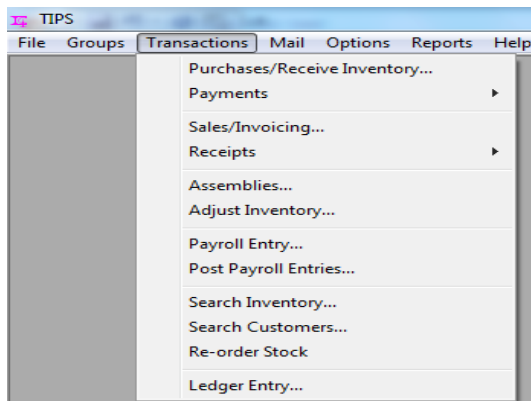 TIPS
File Groups Transactions Mail Options Reports Help
Purchases/Receive Inventory...
Payments
Sales/Invoicing...
Receipts
Assemblies...
Adjust Inventory...
Payroll Entry...
Post Payroll Entries...
Search Inventory...
Search Customers...
Re-order Stock
Ledger Entry...